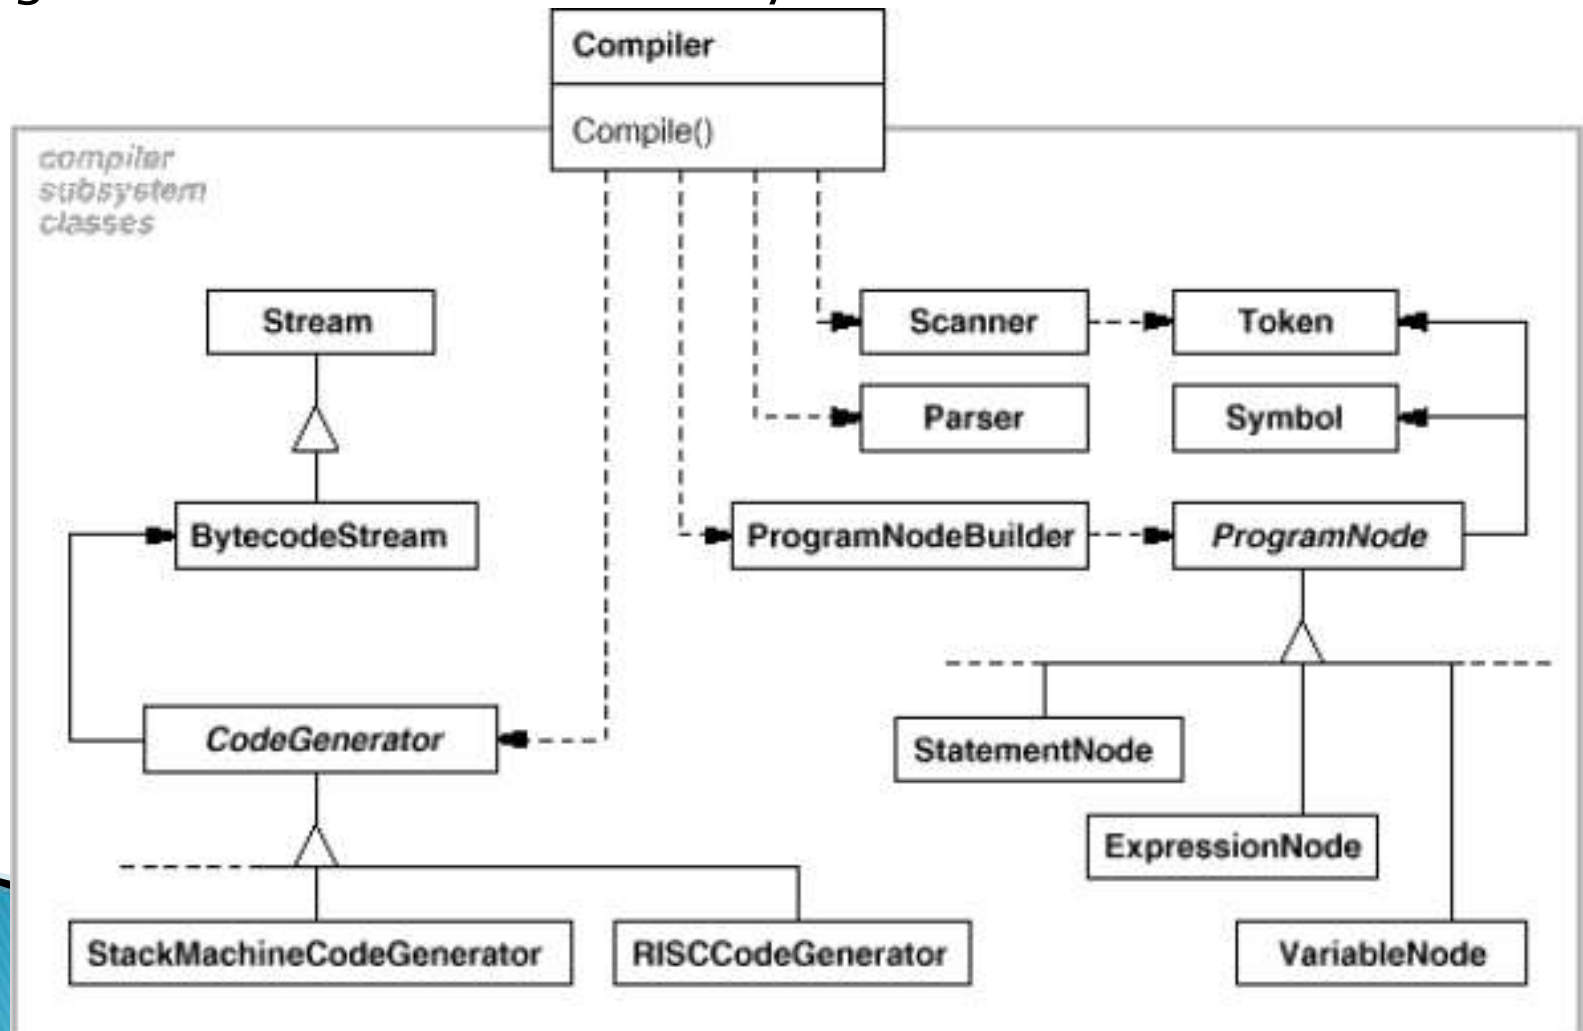 Compiler
Compile()
compiler
subsystem
classes
Stream
Scanner
Token
Parser
Symbol
BytecodeStream
ProgramNodeBuilder
ProgramNode
CodeGenerator
StatementNode
ExpressionNode
StackMachineCodeGenerator
RISCCodeGenerator
VariableNode